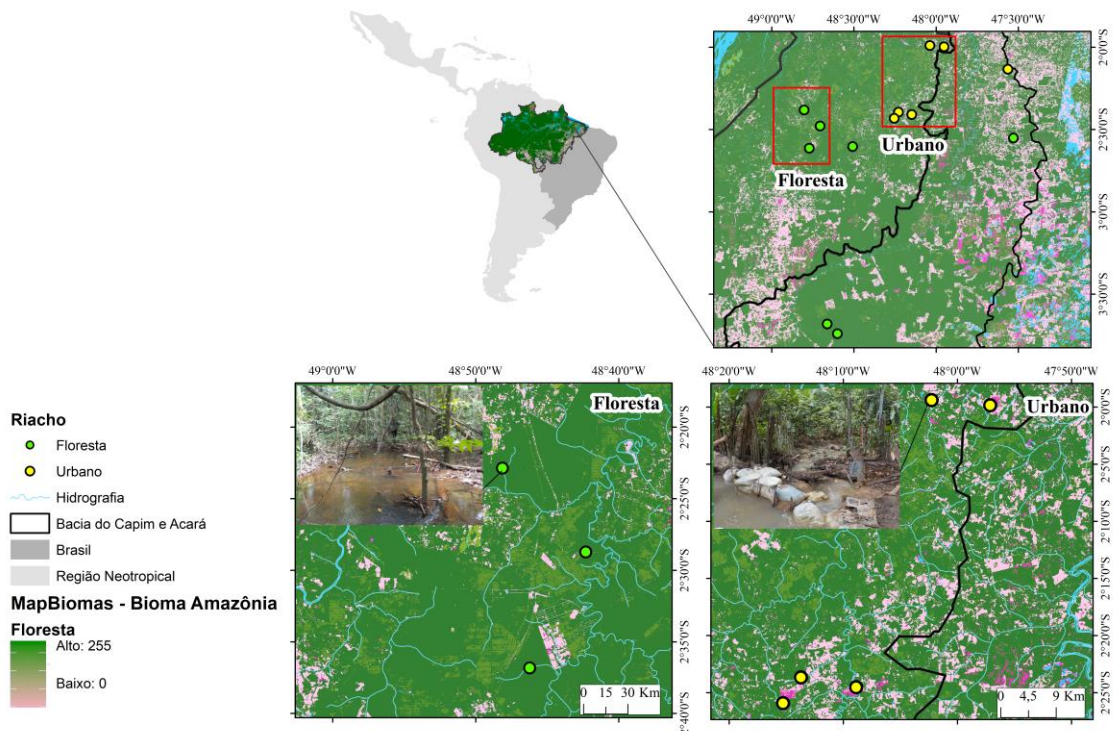 49°0'0"W 48°30'0"W 48°0'0"W 47°30'0"W
2°0'0"S
2°30'0"S
3°0'0"S
3°30'0"S
Urbano
Floresta
49°0'0"W 48°50'0"W 48°40'0"W
48°20'0"W 48°10'0"W 48°0'0"W 47°50'0"W
Floresta
Urbano
2°20'0"S
2°25'0"S
2°30'0"S
2°35'0"S
2°40'0"S
2°0'0"S
2°5'0"S
2°10'0"S
2°15'0"S
2°20'0"S
2°25'0"S
0 15 30 Km
0 4,5 9 Km
Riacho
Floresta
Urbano
Hidrografia
Bacia do Capim e Acará
Brasil
Região Neotropical
MapBiomas - Bioma Amazônia
Floresta
Alto: 255
Baixo: 0